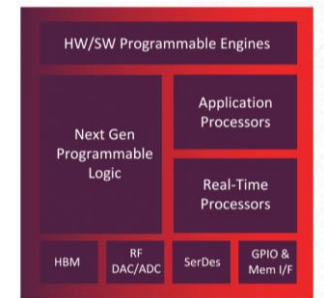 HW/SW Programmable Engines
Next Gen
Programmable
Logic
Application
Processors
Real-Time
Processors
HBM
RF
DAC/ADC
SerDes
GPIO &
Mem I/F